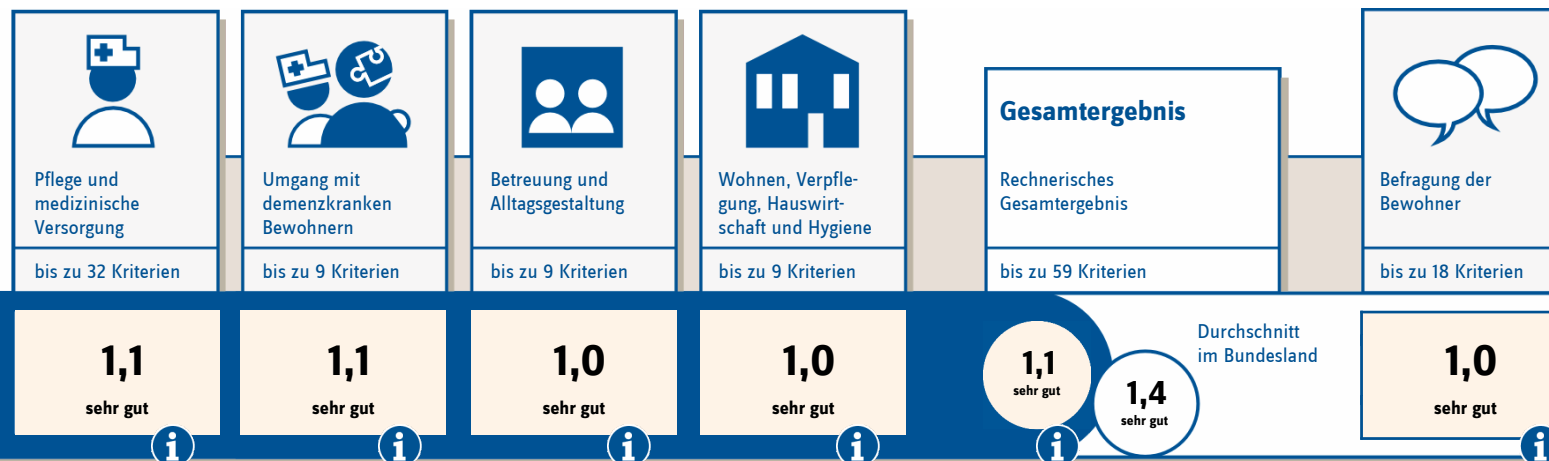 Pflege und
medizinische
Versorgung
bis zu 32 Kriterien
1,1
sehr gut
i
Umgang mit
demenzkranken
Bewohnern
bis zu 9 Kriterien
1,1
sehr gut
i
Betreuung und
Alltagsgestaltung
bis zu 9 Kriterien
1,0
sehr gut
i
Wohnen, Verpfle-
gung, Hauswirt-
schaft und Hygiene
bis zu 9 Kriterien
1,0
sehr gut
i
Gesamtergebnis
Rechnerisches
Gesamtergebnis
bis zu 59 Kriterien
1,1
sehr gut
i
1,4
sehr gut
Durchschnitt
im Bundesland
Befragung der
Bewohner
bis zu 18 Kriterien
1,0
sehr gut
i